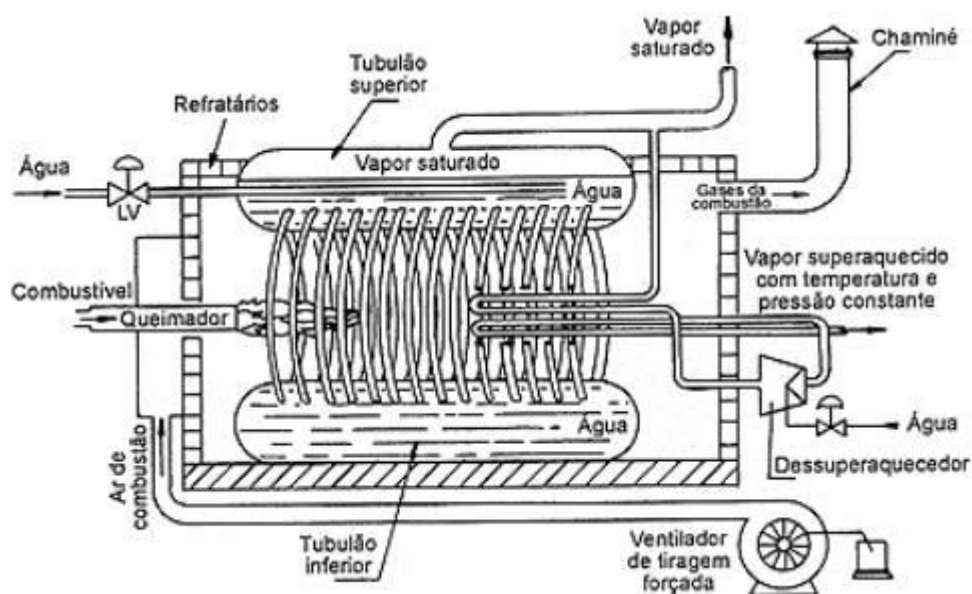 Vapor
saturado
Chaminé
Tubulão
superior
Refratários
Água
Vapor saturado
Água
LV
Gases da
combustão
Vapor superaquecido
com temperatura e
pressão constante
Combustível
Queimador
Água
Água
Ar de
combustão
Dessuperaquecedor
Tubulão
inferior
Ventilador
de tiragem
forçada